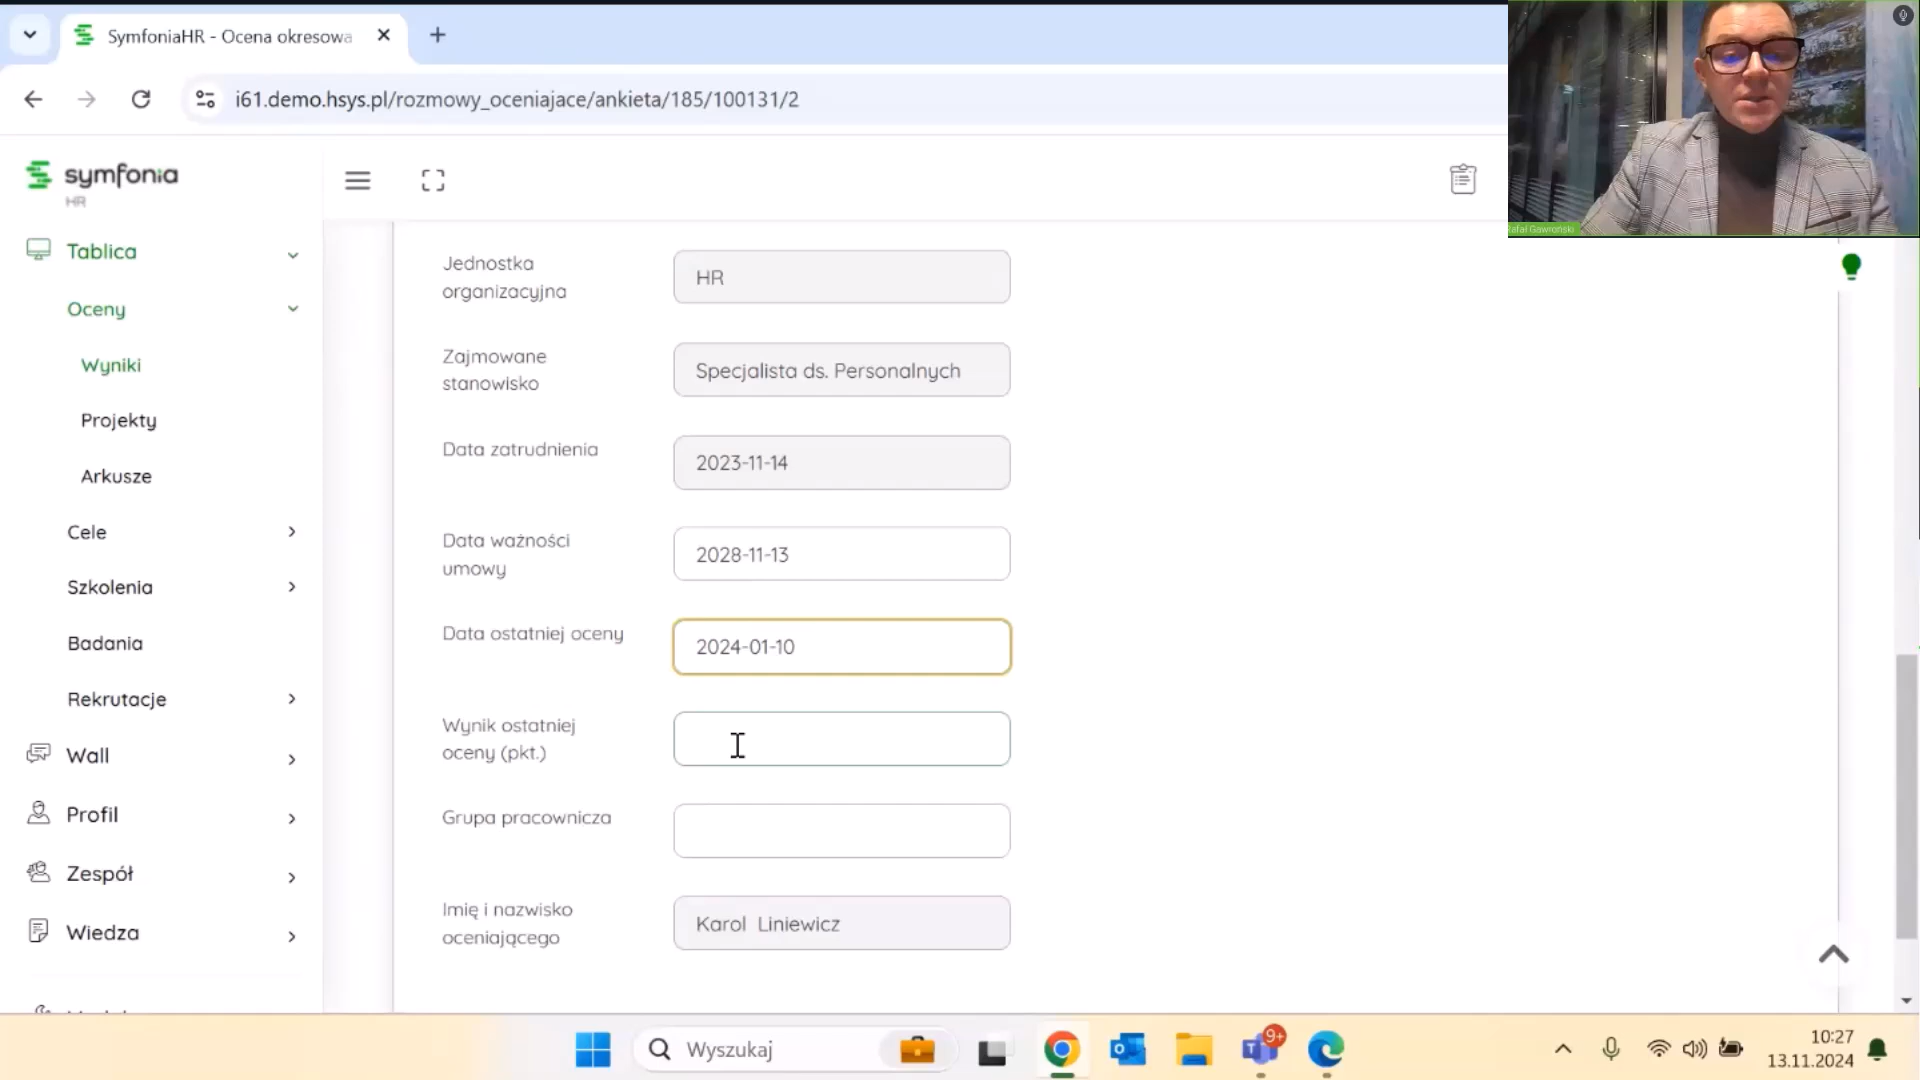 SymfoniaHR - Ocena okresowa
i61.demo.hsys.pl/rozmowy_oceniajace/ankieta/185/100131/2
Rafał Gawroński
symfonia
HR
Tablica
Oceny
Wyniki
Projekty
Arkusze
Cele
Szkolenia
Badania
Rekrutacje
Wall
Profil
Zespół
Wiedza
Jednostka
organizacyjna
HR
Zajmowane
stanowisko
Specjalista ds. Personalnych
Data zatrudnienia
2023-11-14
Data ważności
umowy
2028-11-13
Data ostatniej oceny
2024-01-10
Wynik ostatniej
oceny (pkt.)
Grupa pracownicza
Imię i nazwisko
oceniającego
Karol Liniewicz
Wyszukaj
9+
10:27
13.11.2024